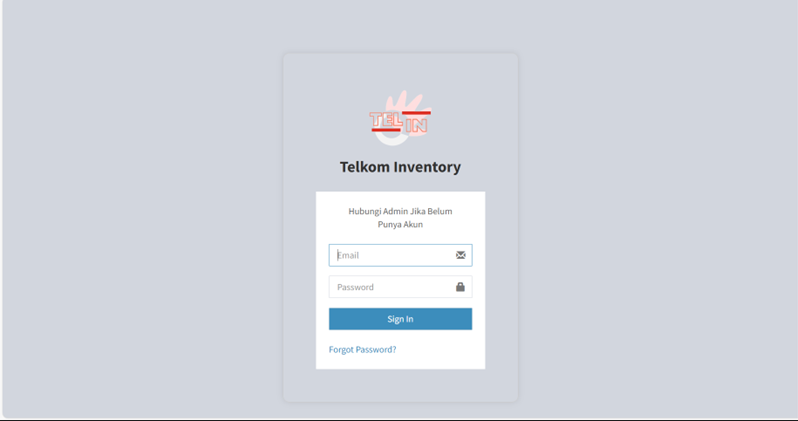 TEL
IN
Telkom Inventory
Hubungi Admin Jika Belum
Punya Akun
Email
Password
Sign In
Forgot Password?